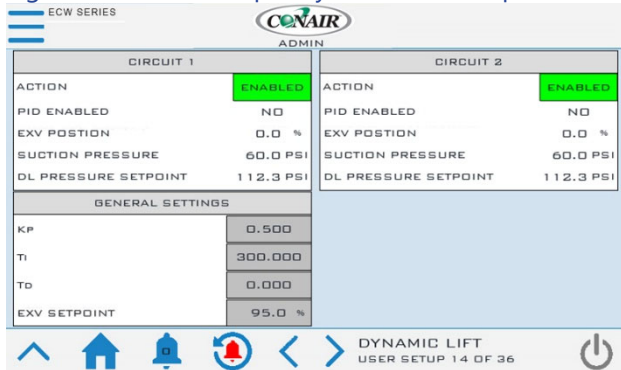 ECW SERIES
CONAIR
ADMIN
CIRCUIT 1
ACTION ENABLED
PID ENABLED NO
EXV POSTION 0.0 %
SUCTION PRESSURE 60.0 PSI
DL PRESSURE SETPOINT 112.3 PSI
CIRCUIT 2
ACTION ENABLED
PID ENABLED NO
EXV POSTION 0.0 %
SUCTION PRESSURE 60.0 PSI
DL PRESSURE SETPOINT 112.3 PSI
GENERAL SETTINGS
KP 0.500
TI 300.000
TD 0.000
EXV SETPOINT 95.0 %
0
DYNAMIC LIFT
USER SETUP 14 OF 36